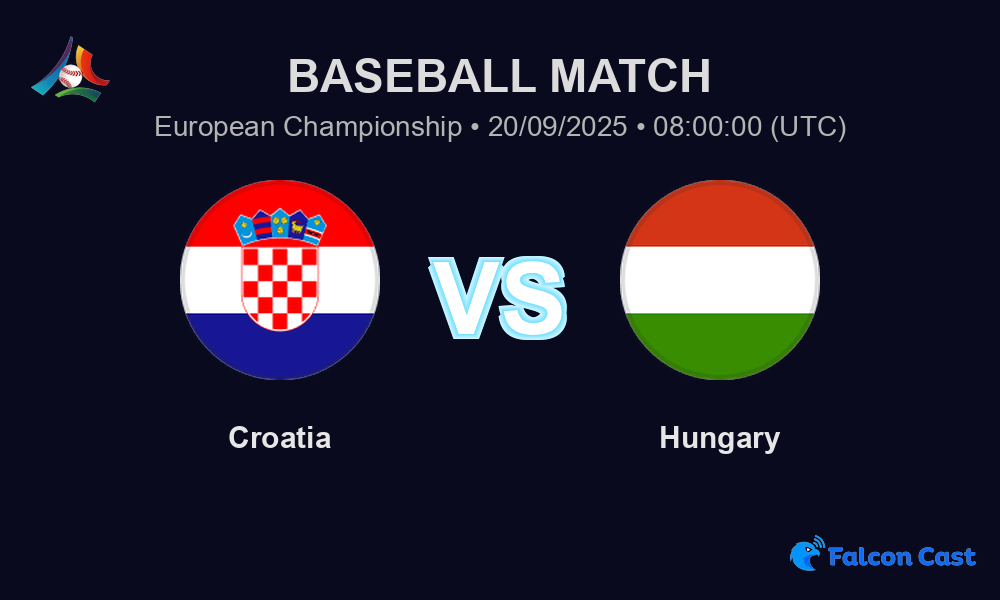 BASEBALL MATCH
European Championship • 20/09/2025 • 08:00:00 (UTC)
VS
Croatia
Hungary
Falcon Cast